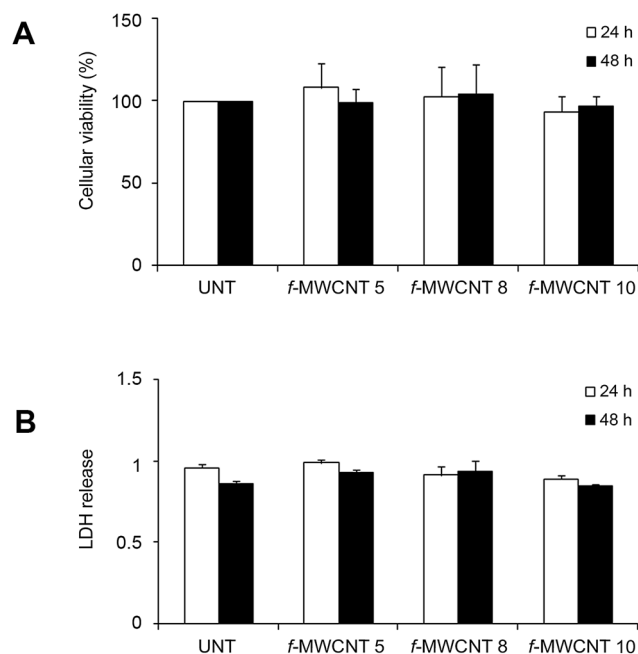 A
Cellular viability (%)
150
100
50
0
24 h
48 h
UNT
f-MWCNT 5
f-MWCNT 8
f-MWCNT 10
B
LDH release
1.5
1
0.5
0
24 h
48 h
UNT
f-MWCNT 5
f-MWCNT 8
f-MWCNT 10